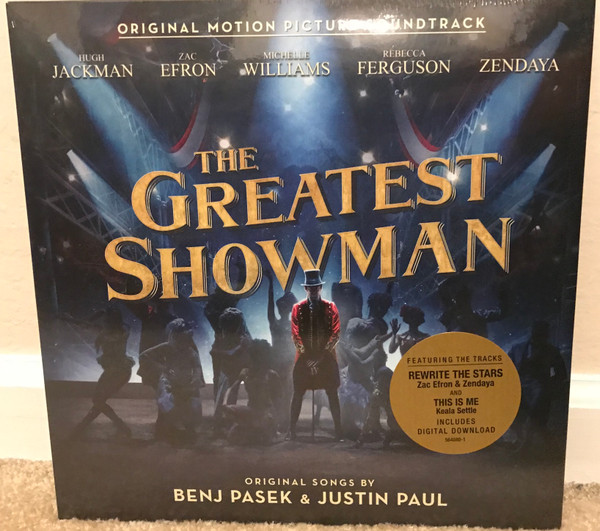 ORIGINAL MOTION PICTURE SOUNDTRACK
HUGH JACKMAN
ZAC EFRON
MICHELLE WILLIAMS
REBECCA FERGUSON
ZENDAYA
THE
GREATEST
SHOWMAN
FEATURING THE TRACKS
REWRITE THE STARS
Zac Efron & Zendaya
AND
THIS IS ME
Keala Settle
INCLUDES
DIGITAL DOWNLOAD
ORIGINAL SONGS BY
BENJ PASEK & JUSTIN PAUL